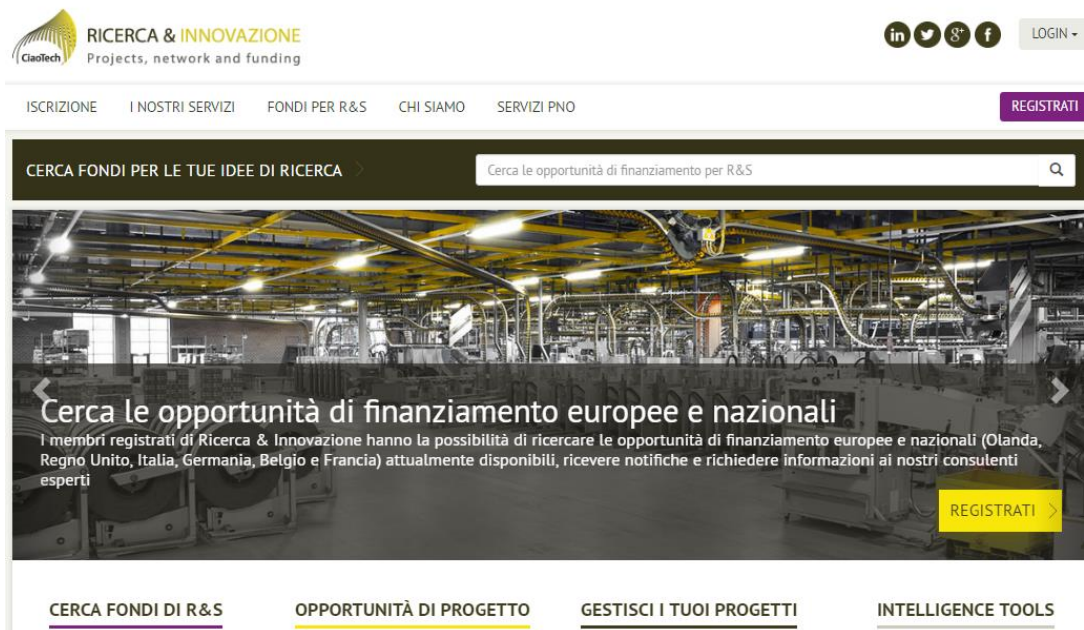 CiaoTech
RICERCA & INNOVAZIONE
Projects, network and funding
in
8+ f
LOGIN
ISCRIZIONE I NOSTRI SERVIZI FONDI PER R&S CHI SIAMO SERVIZI PNO
REGISTRATI
CERCA FONDI PER LE TUE IDEE DI RICERCA
Cerca le opportunità di finanziamento per R&S
Cerca le opportunità di finanziamento europee e nazionali
I membri registrati di Ricerca & Innovazione hanno la possibilità di ricercare le opportunità di finanziamento europee e nazionali (Olanda,
Regno Unito, Italia, Germania, Belgio e Francia) attualmente disponibili, ricevere notifiche e richiedere informazioni ai nostri consulenti
esperti
REGISTRATI
CERCA FONDI DI R&S OPPORTUNITÀ DI PROGETTO GESTISCI I TUOI PROGETTI INTELLIGENCE TOOLS